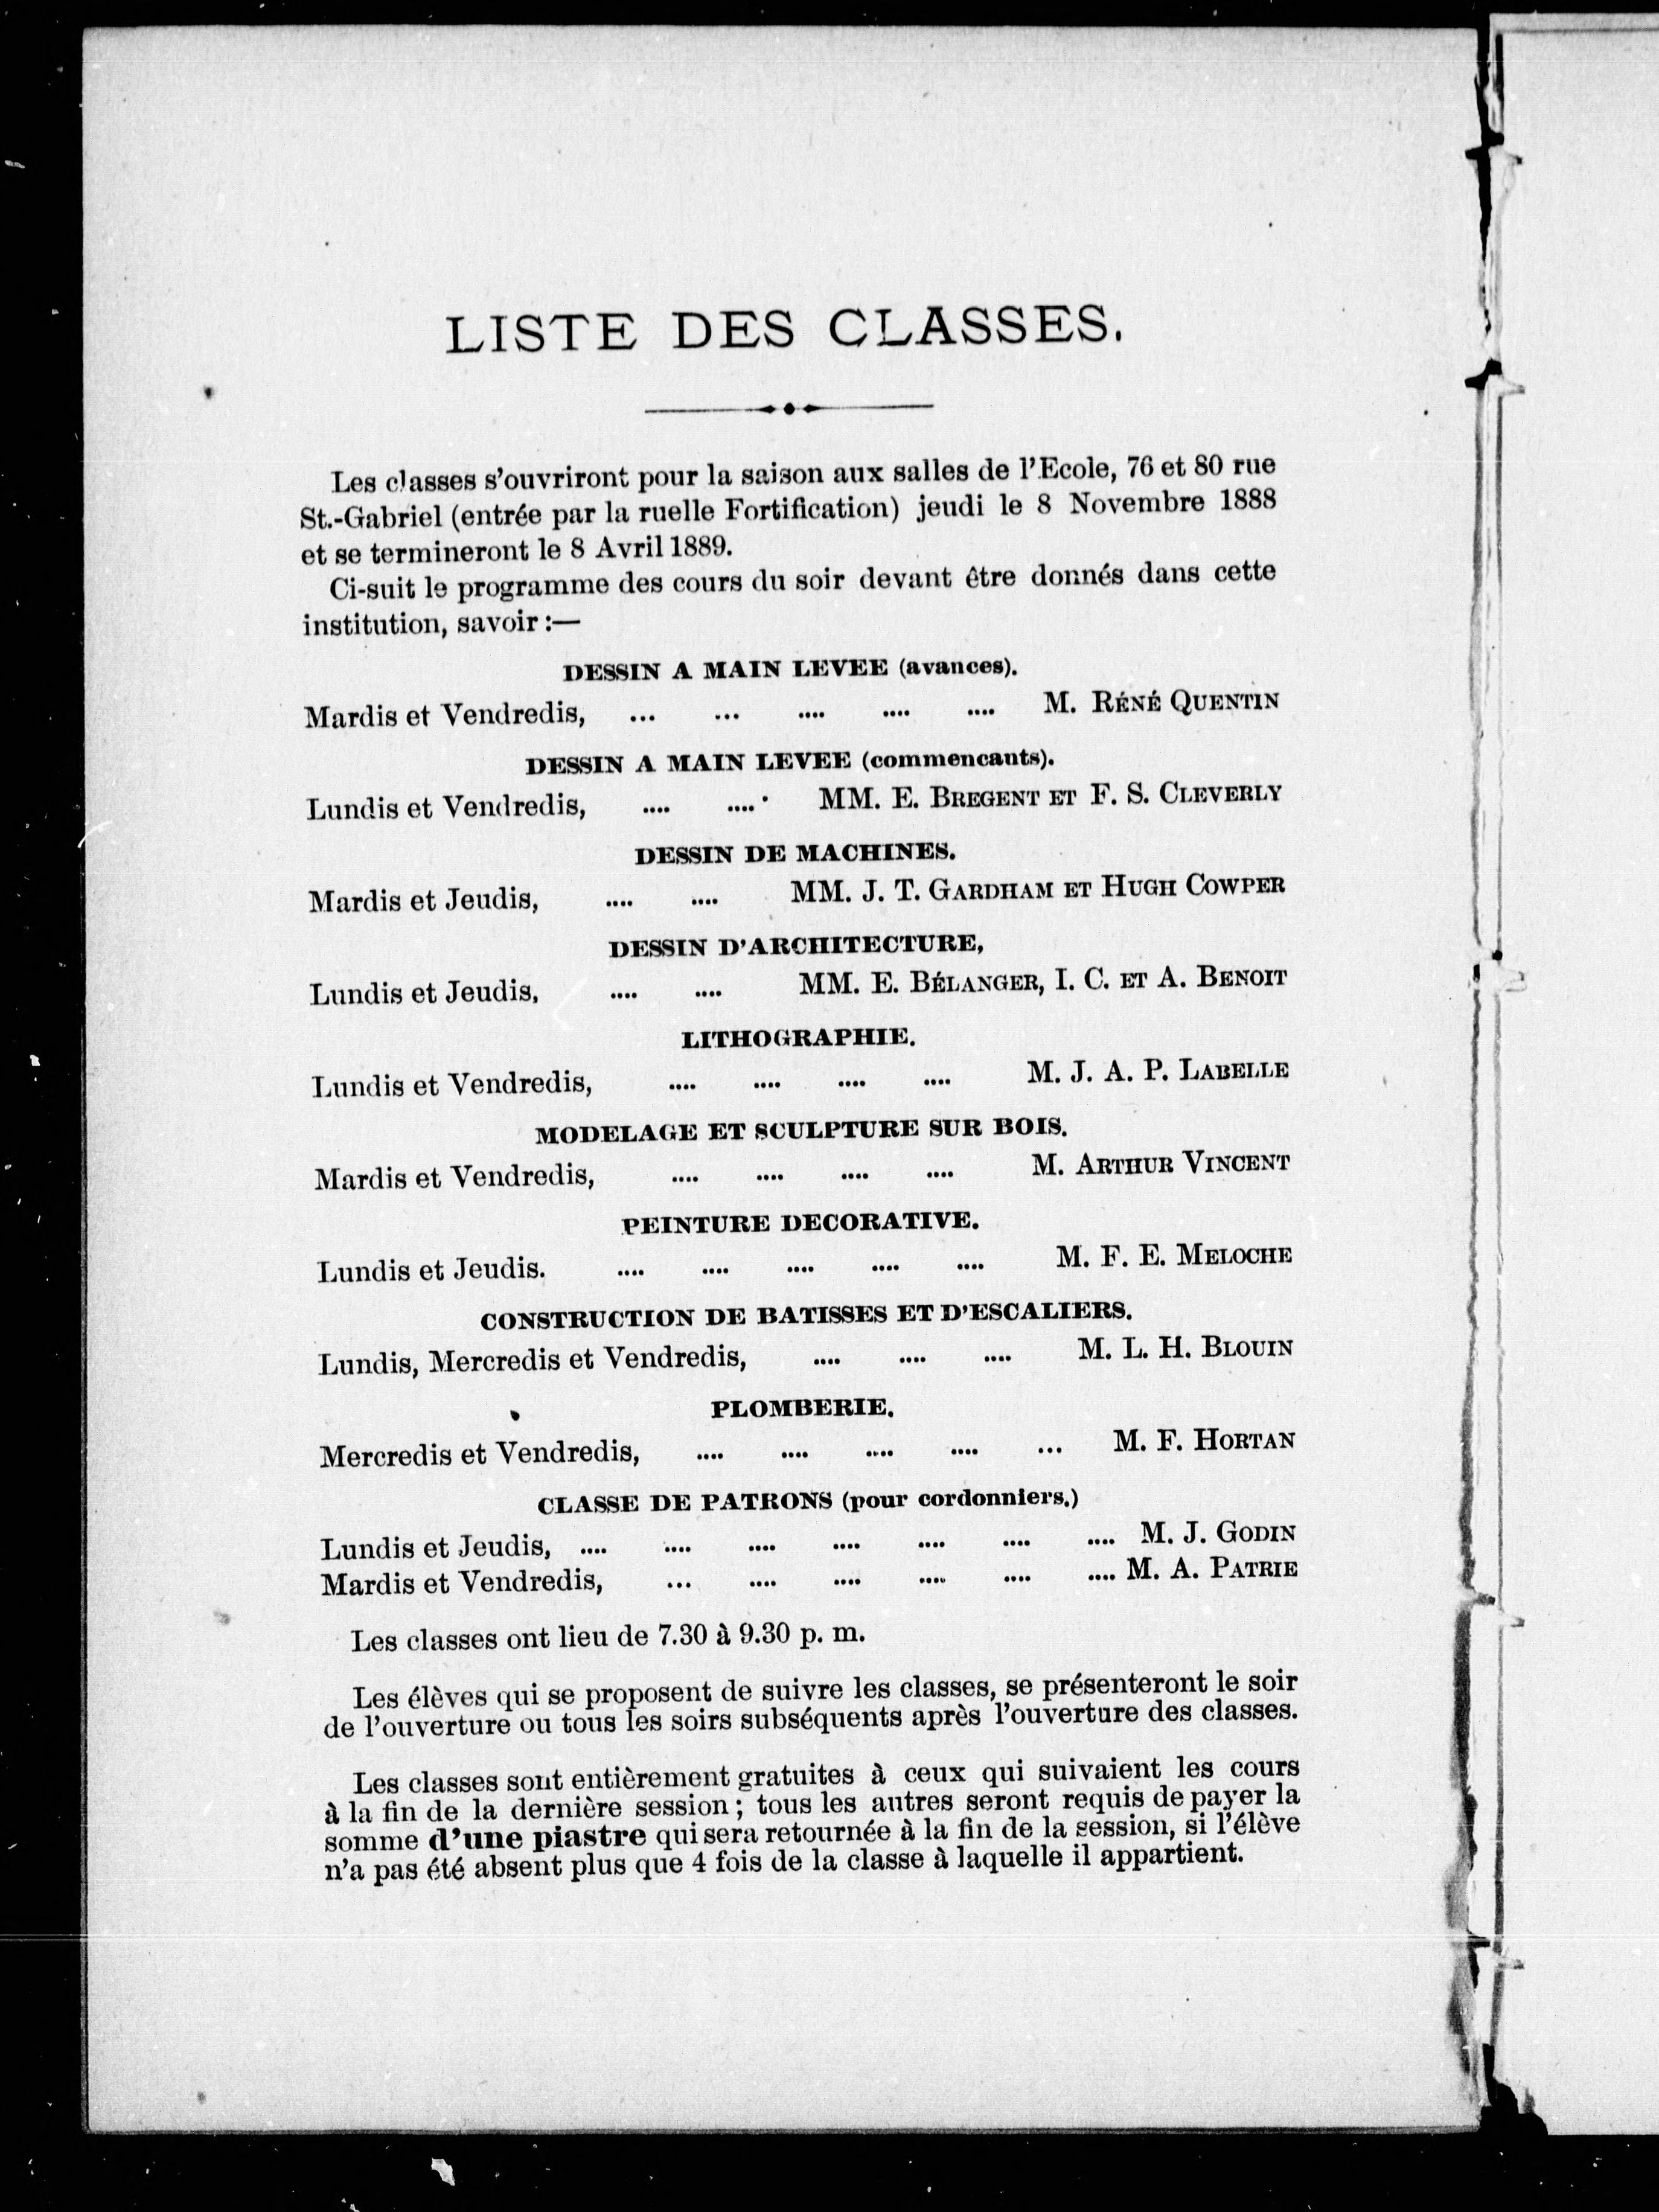 LISTE DES CLASSES.
Les classes s'ouvriront pour la saison aux salles de l'Ecole, 76 et 80 rue
St.-Gabriel (entrée par la ruelle Fortification) jeudi le 8 Novembre 1888
et se termineront le 8 Avril 1889.
Ci-suit le programme des cours du soir devant être donnés dans cette
institution, savoir :—
DESSIN A MAIN LEVEE (avances).
Mardis et Vendredis, ... ... .... .... .... M. RÉNÉ QUENTIN
DESSIN A MAIN LEVEE (commencants).
Lundis et Vendredis, .... .... MM. E. BREGENT ET F. S. CLEVERLY
DESSIN DE MACHINES.
Mardis et Jeudis, .... .... MM. J. T. GARDHAM ET HUGH COWPER
DESSIN D'ARCHITECTURE,
Lundis et Jeudis, .... .... MM. E. BÉLANGER, I. C. ET A. BENOIT
LITHOGRAPHIE.
Lundis et Vendredis, .... .... .... .... M. J. A. P. LABELLE
MODELAGE ET SCULPTURE SUR BOIS.
Mardis et Vendredis, .... .... .... .... M. ARTHUR VINCENT
PEINTURE DECORATIVE.
Lundis et Jeudis. .... .... .... .... .... M. F. E. MELOCHE
CONSTRUCTION DE BATISSES ET D'ESCALIERS.
Lundis, Mercredis et Vendredis, .... .... .... M. L. H. BLOUIN
PLOMBERIE.
Mercredis et Vendredis, .... .... .... .... ... M. F. HORTAN
CLASSE DE PATRONS (pour cordonniers.)
Lundis et Jeudis, .... .... .... .... .... .... .... M. J. GODIN
Mardis et Vendredis, ... .... .... .... .... .... M. A. PATRIE
Les classes ont lieu de 7.30 à 9.30 p. m.
Les élèves qui se proposent de suivre les classes, se présenteront le soir
de l'ouverture ou tous les soirs subséquents après l'ouverture des classes.
Les classes sont entièrement gratuites à ceux qui suivaient les cours
à la fin de la dernière session ; tous les autres seront requis de payer la
somme d'une piastre qui sera retournée à la fin de la session, si l'élève
n'a pas été absent plus que 4 fois de la classe à laquelle il appartient.